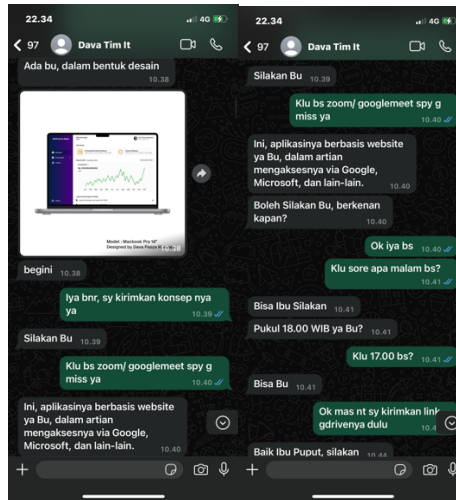 22.34
4G
97
Dava Tim It
Ada bu, dalam bentuk desain
10.38
Model : Macbook Pro 14"
10.38
begini 10.38
Iya bnr, sy kirimkan konsep nya
ya
10.39
Silakan Bu 10.39
Klu bs zoom/ googlemeet spy g
miss ya
10.40
Ini, aplikasinya berbasis website
ya Bu, dalam artian
mengaksesnya via Google,
Microsoft, dan lain-lain.
10.40
22.34
4G
97
Dava Tim It
Silakan Bu 10.39
Klu bs zoom/ googlemeet spy g
miss ya
10.40
Ini, aplikasinya berbasis website
ya Bu, dalam artian
mengaksesnya via Google,
Microsoft, dan lain-lain.
10.40
Boleh Silakan Bu, berkenan
kapan?
10.40
Ok iya bs 10.40
Klu sore apa malam bs?
10.41
Bisa Ibu Silakan 10.41
Pukul 18.00 WIB ya Bu? 10.41
Klu 17.00 bs? 10.41
Bisa Bu 10.41
Ok mas nt sy kirimkan link
gdrivenya dulu
Baik Ibu Puput, silakan 10.44